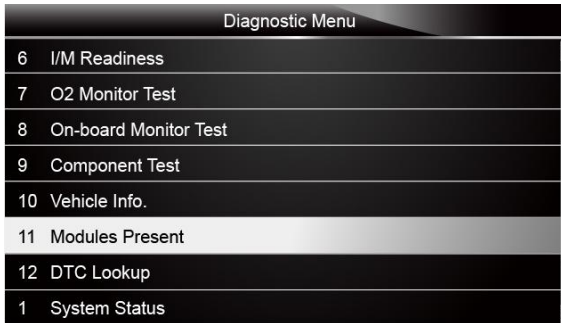 Diagnostic Menu
6 I/M Readiness
7 O2 Monitor Test
8 On-board Monitor Test
9 Component Test
10 Vehicle Info.
11 Modules Present
12 DTC Lookup
1 System Status